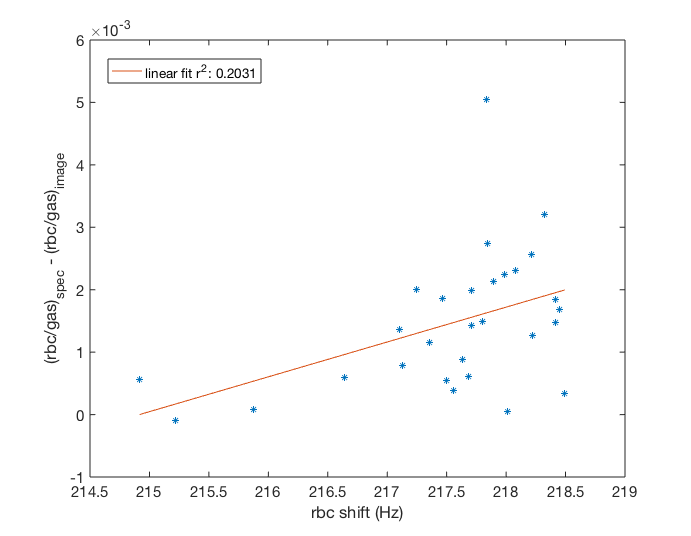 ×10⁻³
6
5
4
3
2
1
0
-1
linear fit r²: 0.2031
(rbc/gas)spec - (rbc/gas)image
214.5 215 215.5 216 216.5 217 217.5 218 218.5 219
rbc shift (Hz)